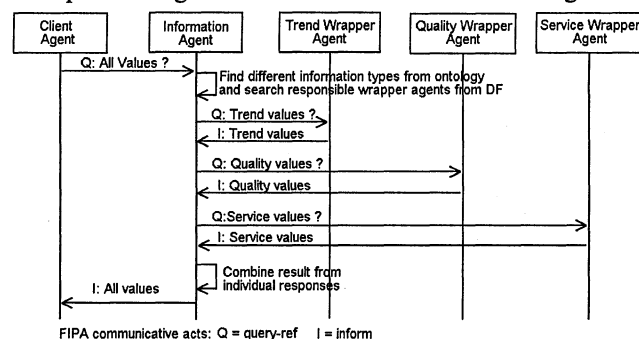 Client Agent
Information Agent
Trend Wrapper Agent
Quality Wrapper Agent
Service Wrapper Agent
Q: All Values ?
Find different information types from ontology
and search responsible wrapper agents from DF
Q: Trend values ?
I: Trend values
Q: Quality values ?
I: Quality values
Q:Service values ?
I: Service values
Combine result from
individual responses
I: All values
FIPA communicative acts: Q = query-ref I = inform